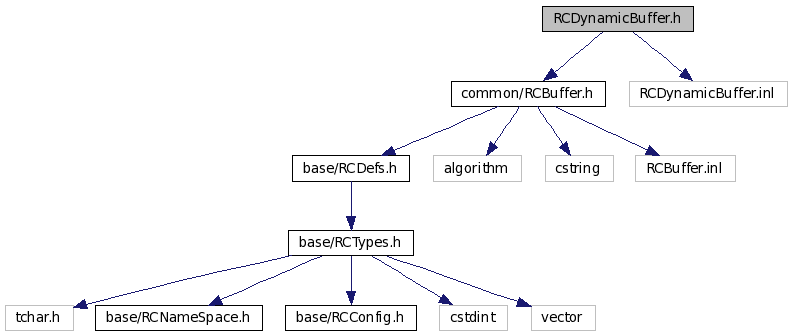 RCDynamicBuffer.h
common/RCBuffer.h
RCDynamicBuffer.inl
base/RCDefs.h
algorithm
cstring
RCBuffer.inl
base/RCTypes.h
tchar.h
base/RCNameSpace.h
base/RCConfig.h
cstdint
vector